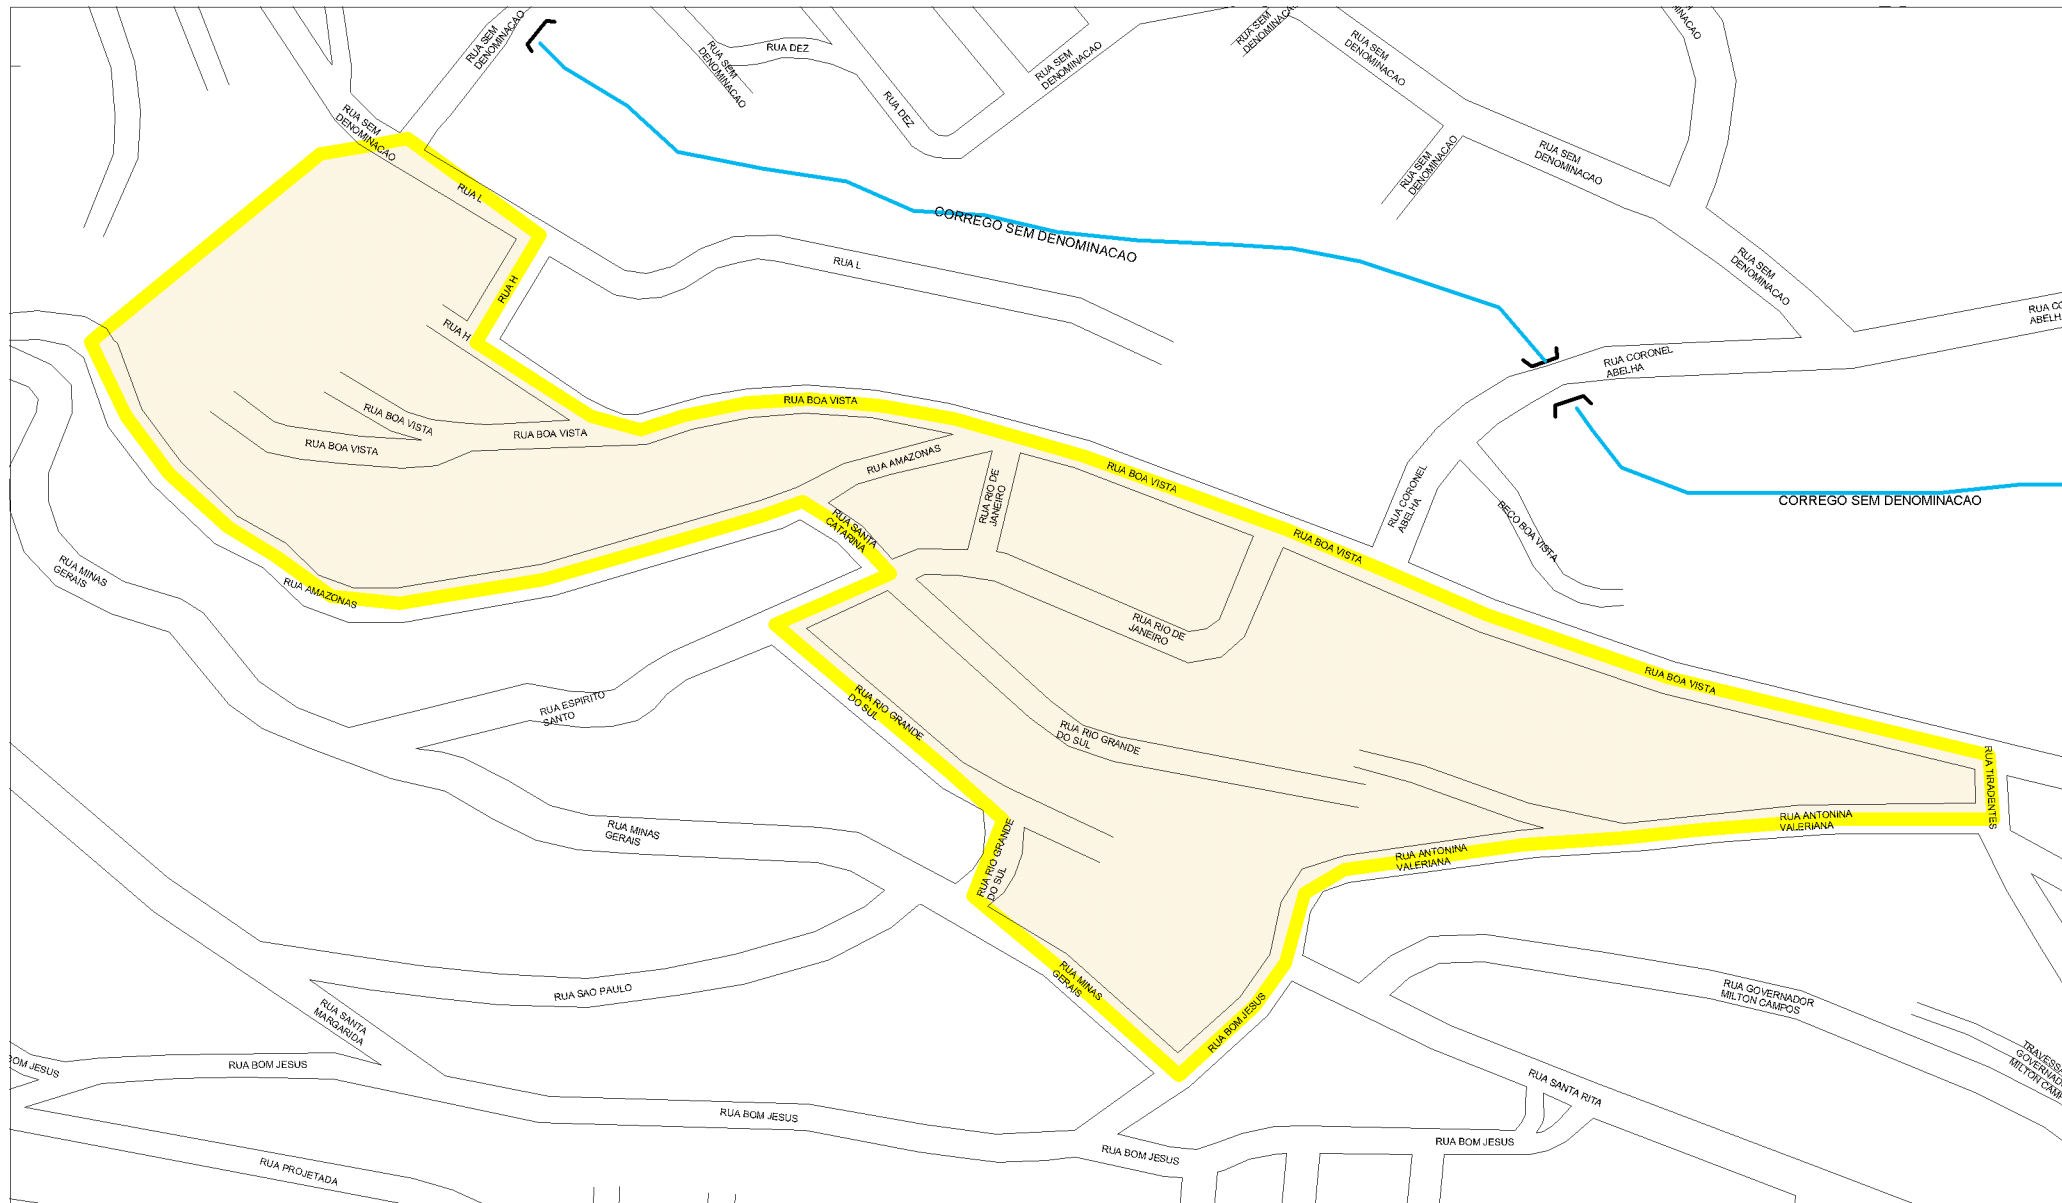 RUA SEM
DENOMINACAO
RUA SEM
DENOMINACAO
RUA DEZ
RUA SEM
DENOMINACAO
RUA SEM
DENOMINACAO
RUA SEM
DENOMINACAO
RUA SEM
DENOMINACAO
RUA DEZ
RUA SEM
DENOMINACAO
RUA SEM
DENOMINACAO
RUA L
CORREGO SEM DENOMINACAO
RUA L
RUA SEM
DENOMINACAO
RUA H
RUA H
RUA CORONEL
ABELHA
RUA BOA VISTA
RUA BOA VISTA
RUA BOA VISTA
RUA BOA VISTA
RUA AMAZONAS
RUA BOA VISTA
RUA RIO DE
JANEIRO
RUA CORONEL
ABELHA
CORREGO SEM DENOMINACAO
BECO BOA VISTA
RUA SANTA
CATARINA
RUA BOA VISTA
RUA MINAS
GERAIS
RUA AMAZONAS
RUA RIO DE
JANEIRO
RUA BOA VISTA
RUA ESPIRITO
SANTO
RUA RIO GRANDE
DO SUL
RUA RIO GRANDE
DO SUL
RUA TIRADENTES
RUA MINAS
GERAIS
RUA ANTONINA
VALERIANA
RUA RIO GRANDE
DO SUL
RUA ANTONINA
VALERIANA
RUA SAO PAULO
RUA MINAS
GERAIS
RUA GOVERNADOR
MILTON CAMPOS
RUA SANTA
MARGARIDA
RUA BOM JESUS
RUA BOM JESUS
RUA SANTA RITA
RUA BOM JESUS
RUA BOM JESUS
RUA BOM JESUS
RUA PROJETADA